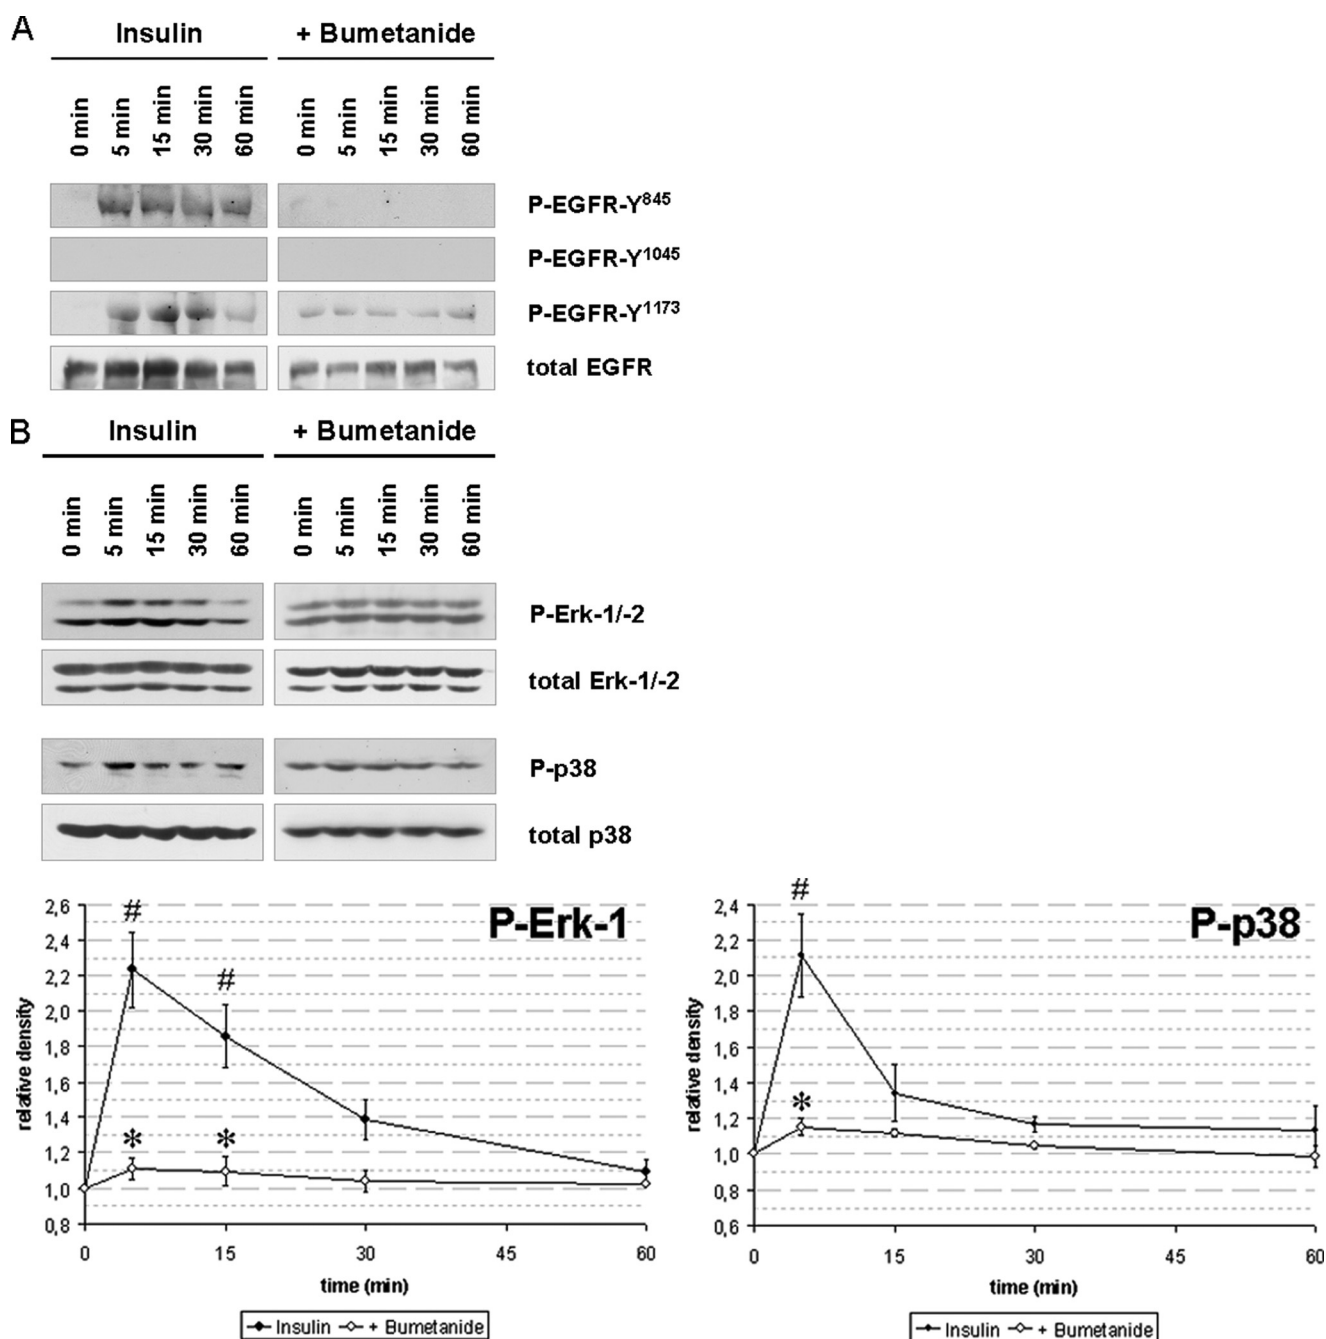 A
Insulin + Bumetanide
0 min 5 min 15 min 30 min 60 min 0 min 5 min 15 min 30 min 60 min
P-EGFR-Y⁸⁴⁵
P-EGFR-Y¹⁰⁴⁵
P-EGFR-Y¹¹⁷³
total EGFR
B
Insulin + Bumetanide
0 min 5 min 15 min 30 min 60 min 0 min 5 min 15 min 30 min 60 min
P-Erk-1/-2
total Erk-1/-2
P-p38
total p38
P-Erk-1
relative density
2,6
2,4
2,2
2,0
1,8
1,6
1,4
1,2
1,0
0,8
#
#
*
*
0 15 30 45 60
time (min)
Insulin + Bumetanide
P-p38
relative density
2,4
2,2
2,0
1,8
1,6
1,4
1,2
1,0
0,8
0,6
#
*
0 15 30 45 60
time (min)
Insulin + Bumetanide